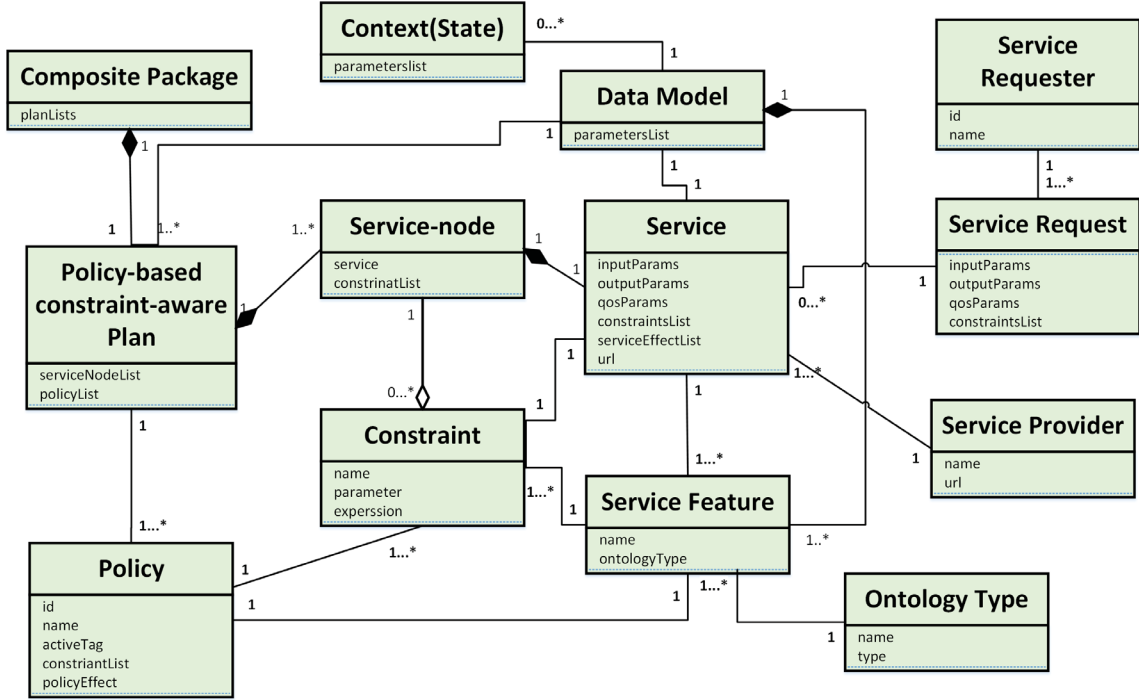 Context(State)
parameterslist
0...*
1
Composite Package
planLists
1
1
1..*
Data Model
parametersList
1
1
1
1
Service
Requester
id
name
1
1...*
Service Request
inputParams
outputParams
qosParams
constraintsList
1
Service-node
service
constrinatList
1..*
1
1
1
1
Service
inputParams
outputParams
qosParams
constraintsList
serviceEffectList
url
0...*
1...*
1
1
Policy-based
constraint-aware
Plan
serviceNodeList
policyList
1
1...*
0...*
Constraint
name
parameter
experssion
1
1...*
1
1...*
1...*
Service Provider
name
url
1
Service Feature
name
ontologyType
1..*
1
1...*
Policy
id
name
activeTag
constriantList
policyEffect
1
1
Ontology Type
name
type
1